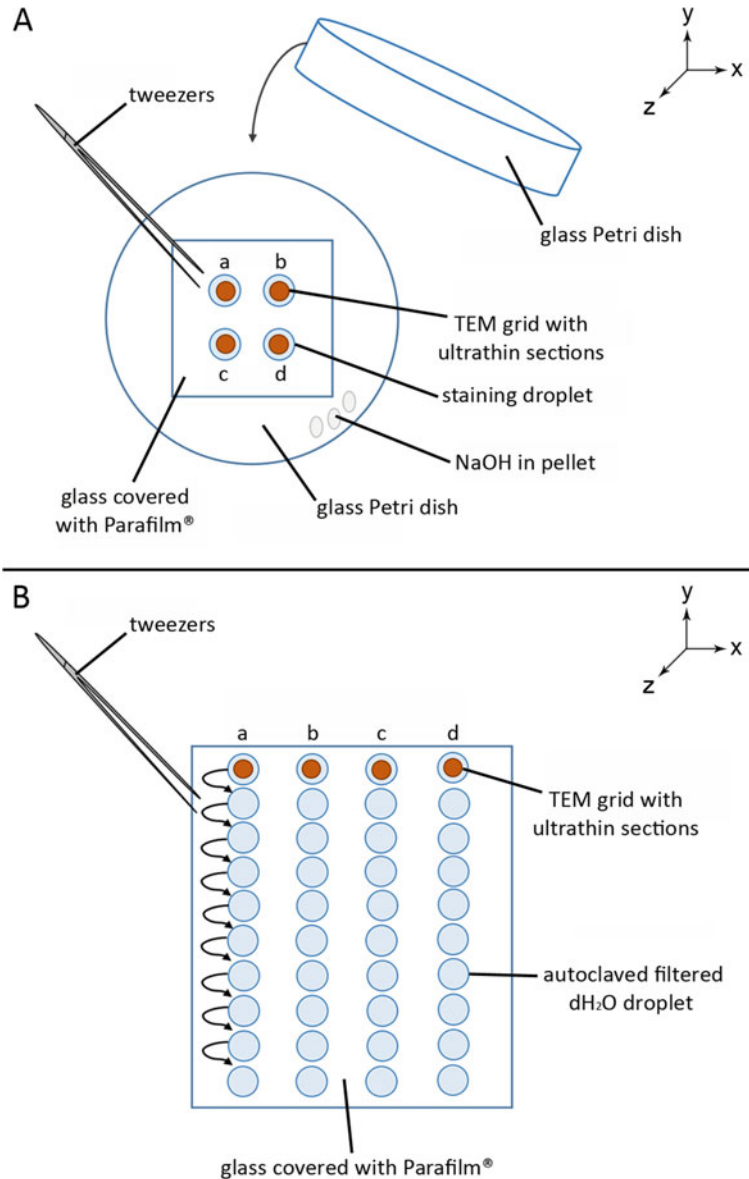 A
y
x
z
tweezers
glass Petri dish
a b
TEM grid with
ultrathin sections
c d
staining droplet
NaOH in pellet
glass covered
with Parafilm®
glass Petri dish
B
y
x
z
tweezers
a b c d
TEM grid with
ultrathin sections
autoclaved filtered
dH₂O droplet
glass covered with Parafilm®